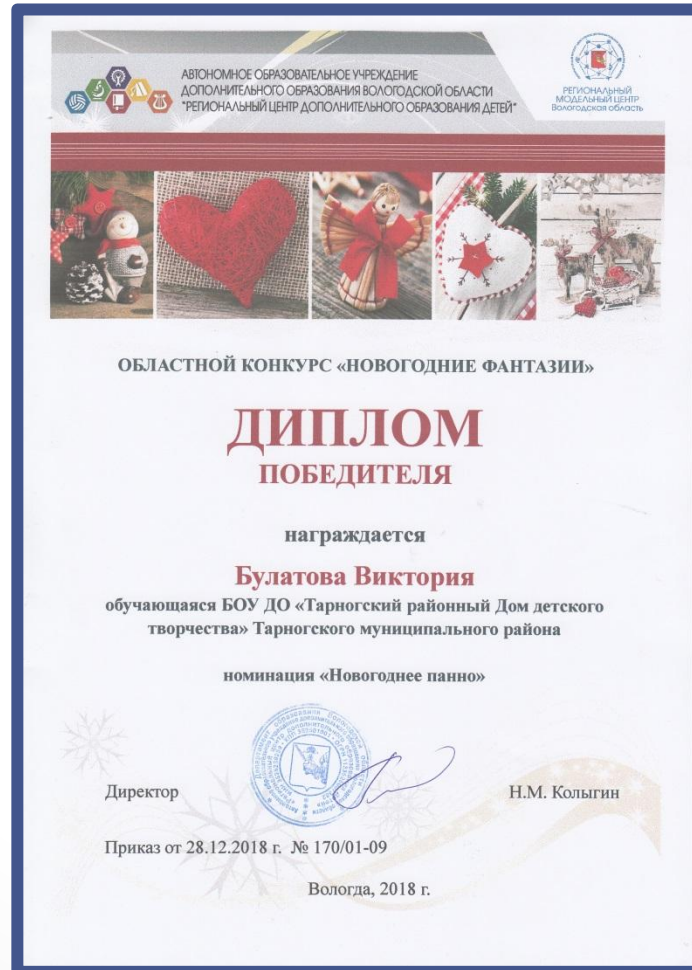 АВТОНОМНОЕ ОБРАЗОВАТЕЛЬНОЕ УЧРЕЖДЕНИЕ
ДОПОЛНИТЕЛЬНОГО ОБРАЗОВАНИЯ ВОЛОГОДСКОЙ ОБЛАСТИ
"РЕГИОНАЛЬНЫЙ ЦЕНТР ДОПОЛНИТЕЛЬНОГО ОБРАЗОВАНИЯ ДЕТЕЙ"
РЕГИОНАЛЬНЫЙ
МОДЕЛЬНЫЙ ЦЕНТР
Вологодская область
ОБЛАСТНОЙ КОНКУРС «НОВОГОДНИЕ ФАНТАЗИИ»
ДИПЛОМ
ПОБЕДИТЕЛЯ
награждается
Булатова Виктория
обучающаяся БОУ ДО «Тарногский районный Дом детского
творчества» Тарногского муниципального района
номинация «Новогоднее панно»
Директор
Н.М. Колыгин
Приказ от 28.12.2018 г. № 170/01-09
Вологда, 2018 г.